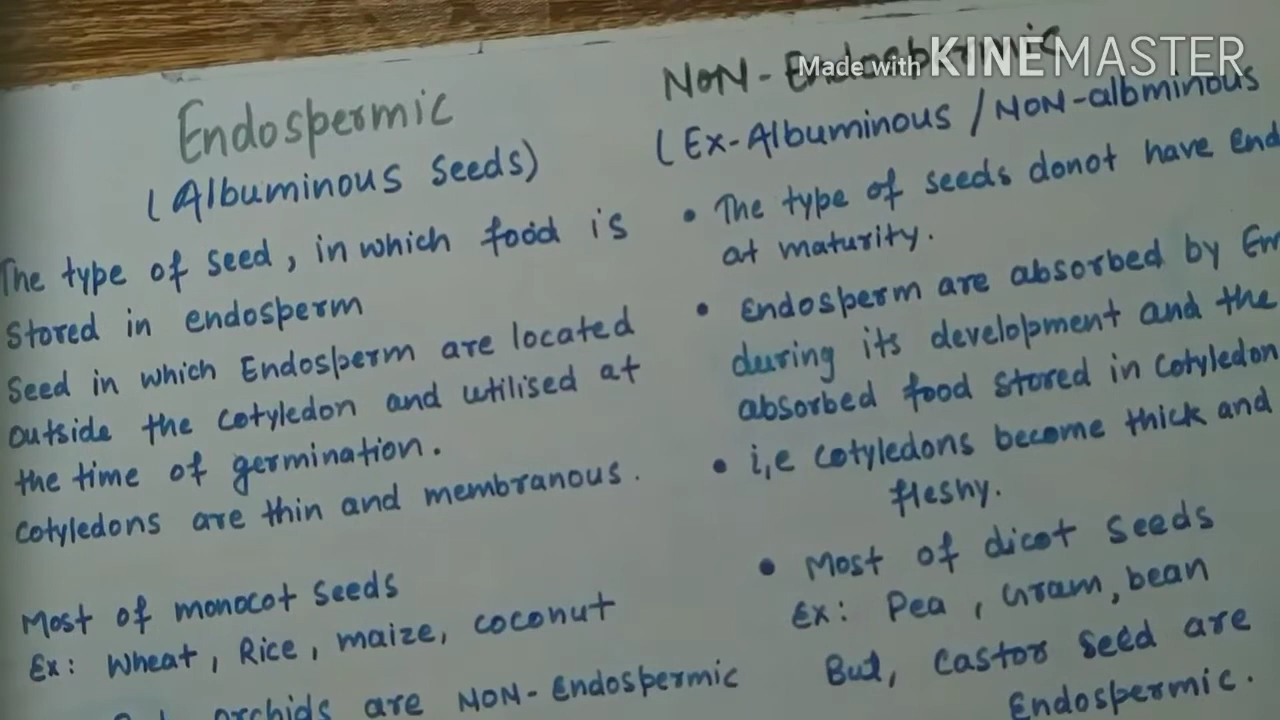 Made with KINEMASTER
Endospermic
(Albuminous Seeds)
The type of seed, in which food is
Stored in endosperm
Seed in which Endosperm are located
outside the cotyledon and utilised at
the time of germination.
cotyledons are thin and membranous.
Most of monocot seeds
Ex: Wheat, Rice, maize, coconut
orchids are NON-Endospermic
NON-Endospermic
(Ex-Albuminous / NON-albminous
• The type of seeds donot have End
at maturity.
• Endosperm are absorbed by Em
during its development and the
absorbed food stored in cotyledon
• i,e cotyledons become thick and
fleshy.
• Most of dicot seeds
Ex: Pea, Gram, bean
But, castor seed are
Endospermic.